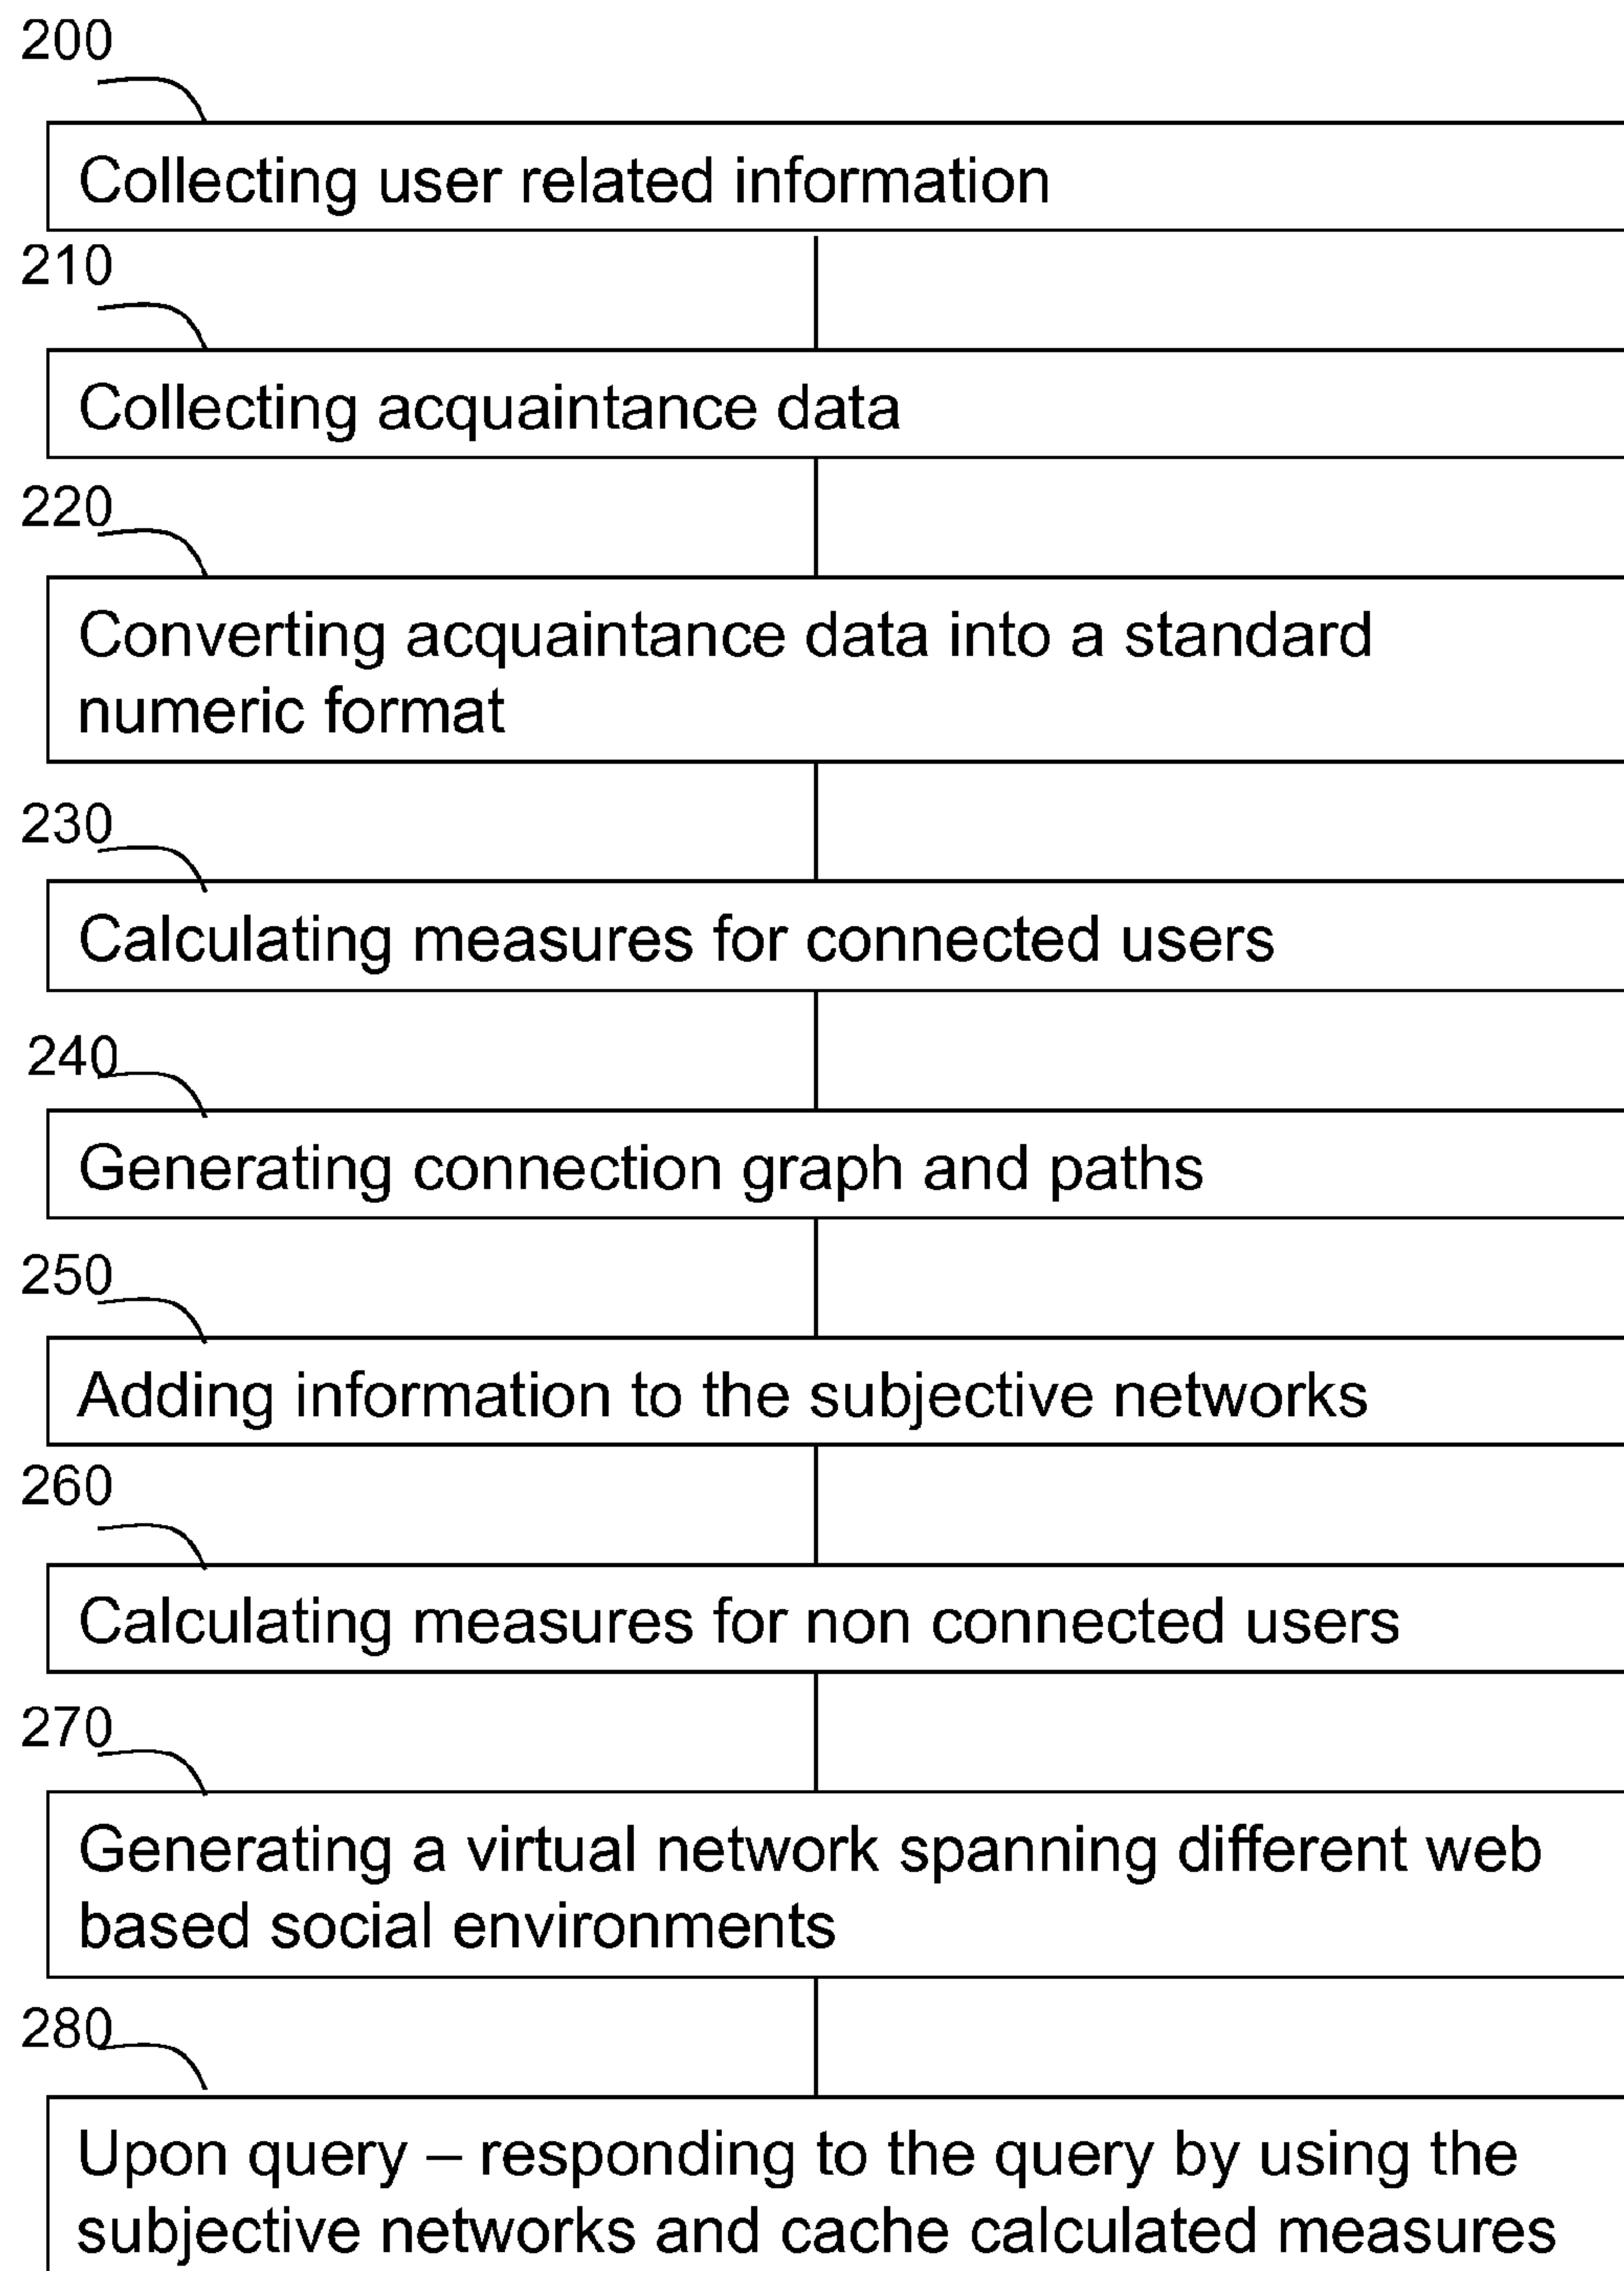 200
Collecting user related information
210
Collecting acquaintance data
220
Converting acquaintance data into a standard
numeric format
230
Calculating measures for connected users
240
Generating connection graph and paths
250
Adding information to the subjective networks
260
Calculating measures for non connected users
270
Generating a virtual network spanning different web
based social environments
280
Upon query – responding to the query by using the
subjective networks and cache calculated measures